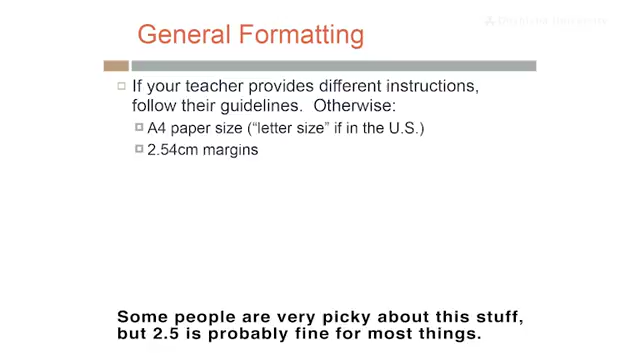 General Formatting
If your teacher provides different instructions,
follow their guidelines.  Otherwise:
A4 paper size (“letter size” if in the U.S.)
2.54cm margins
Some people are very picky about this stuff,
but 2.5 is probably fine for most things.